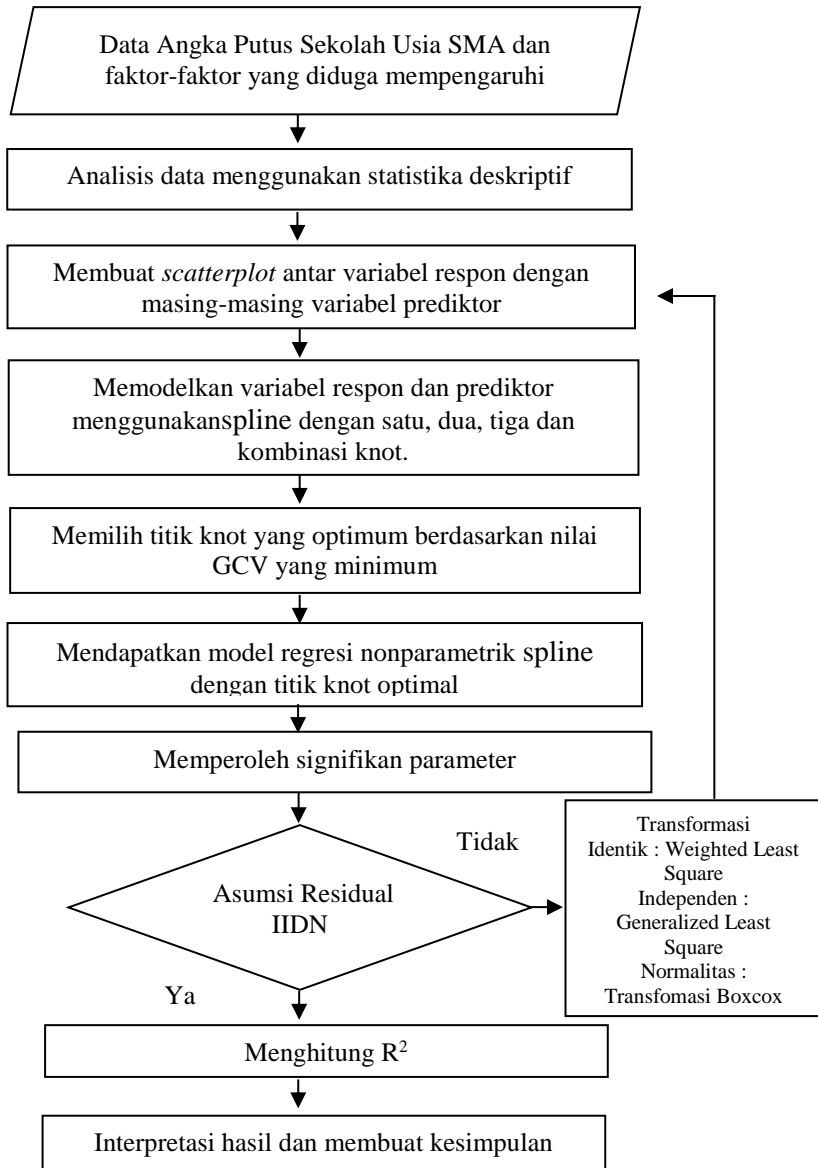 Data Angka Putus Sekolah Usia SMA dan
faktor-faktor yang diduga mempengaruhi
Analisis data menggunakan statistika deskriptif
Membuat scatterplot antar variabel respon dengan
masing-masing variabel prediktor
Memodelkan variabel respon dan prediktor
menggunakanspline dengan satu, dua, tiga dan
kombinasi knot.
Memilih titik knot yang optimum berdasarkan nilai
GCV yang minimum
Mendapatkan model regresi nonparametrik spline
dengan titik knot optimal
Memperoleh signifikan parameter
Tidak
Asumsi Residual
IIDN
Transformasi
Identik : Weighted Least
Square
Independen :
Generalized Least
Square
Normalitas :
Transfomasi Boxcox
Ya
Menghitung R²
Interpretasi hasil dan membuat kesimpulan